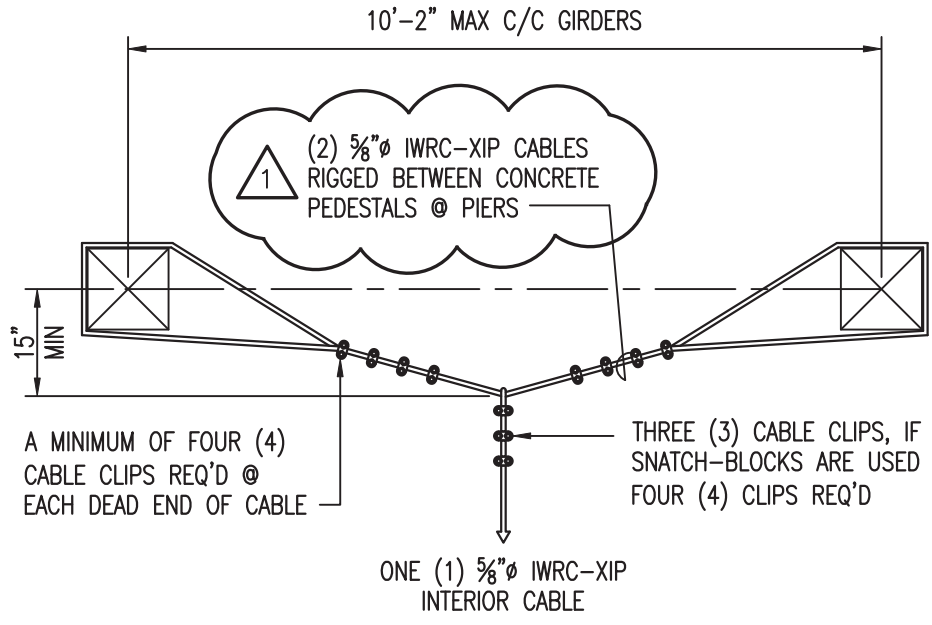 10'-2" MAX C/C GIRDERS
(2) ⅝"ø IWRC-XIP CABLES
RIGGED BETWEEN CONCRETE
PEDESTALS @ PIERS
1
15"
MIN
A MINIMUM OF FOUR (4)
CABLE CLIPS REQ'D @
EACH DEAD END OF CABLE
THREE (3) CABLE CLIPS, IF
SNATCH-BLOCKS ARE USED
FOUR (4) CLIPS REQ'D
ONE (1) ⅝"ø IWRC-XIP
INTERIOR CABLE